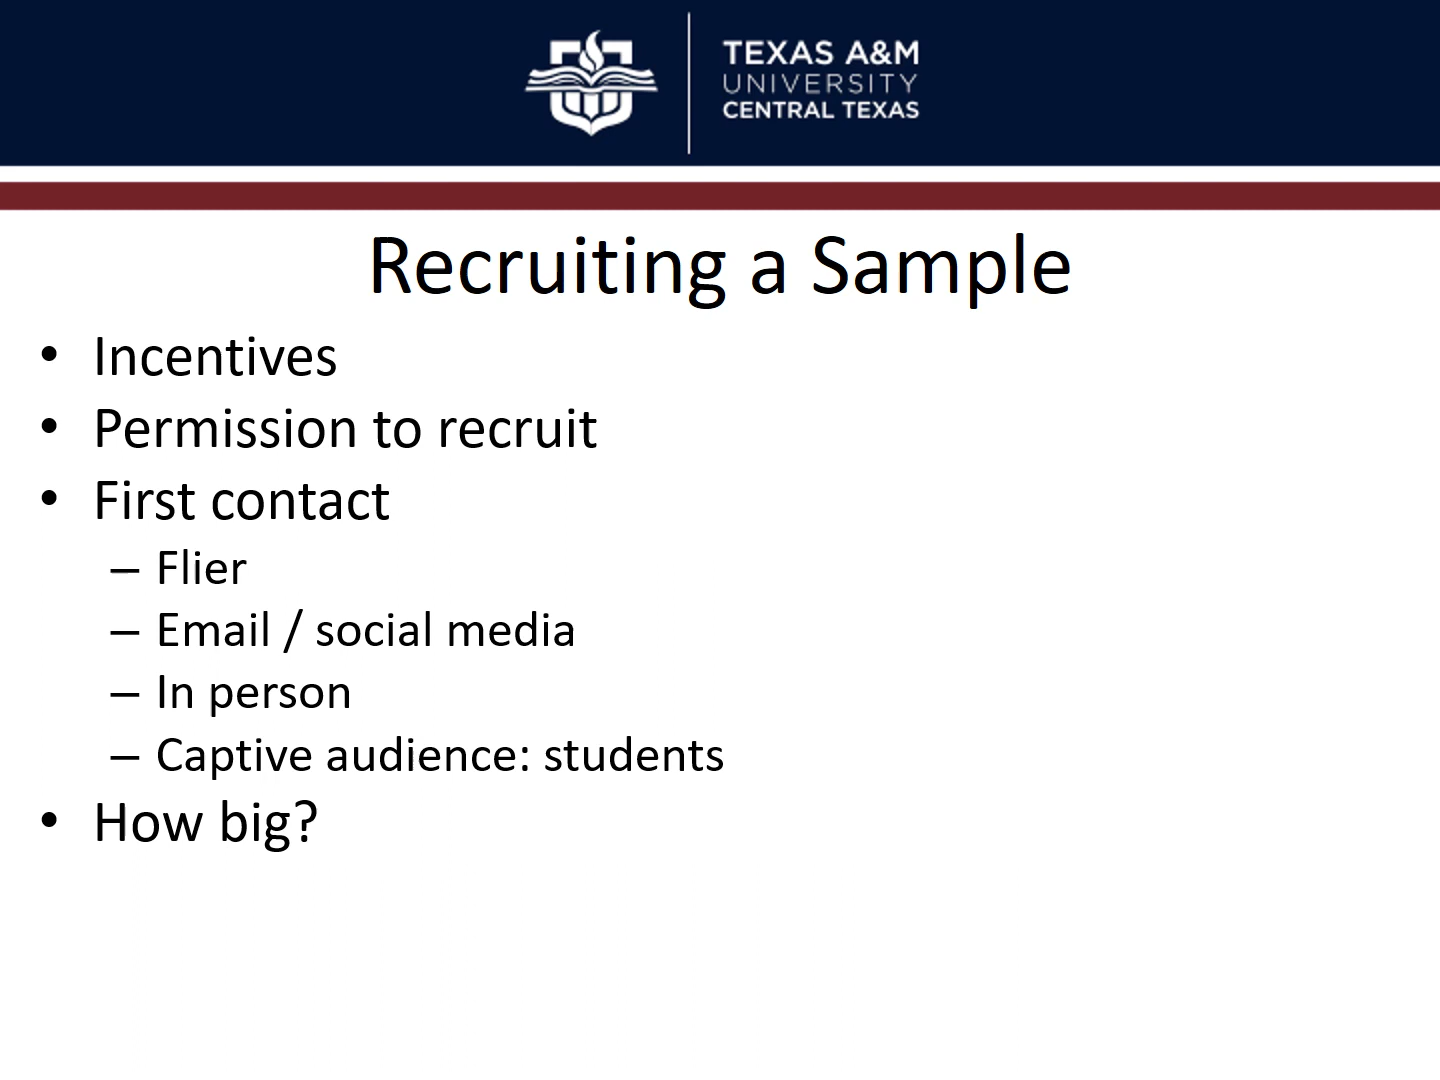 TEXAS A&M
UNIVERSITY
CENTRAL TEXAS
Recruiting a Sample
• Incentives
• Permission to recruit
• First contact
– Flier
– Email / social media
– In person
– Captive audience: students
• How big?